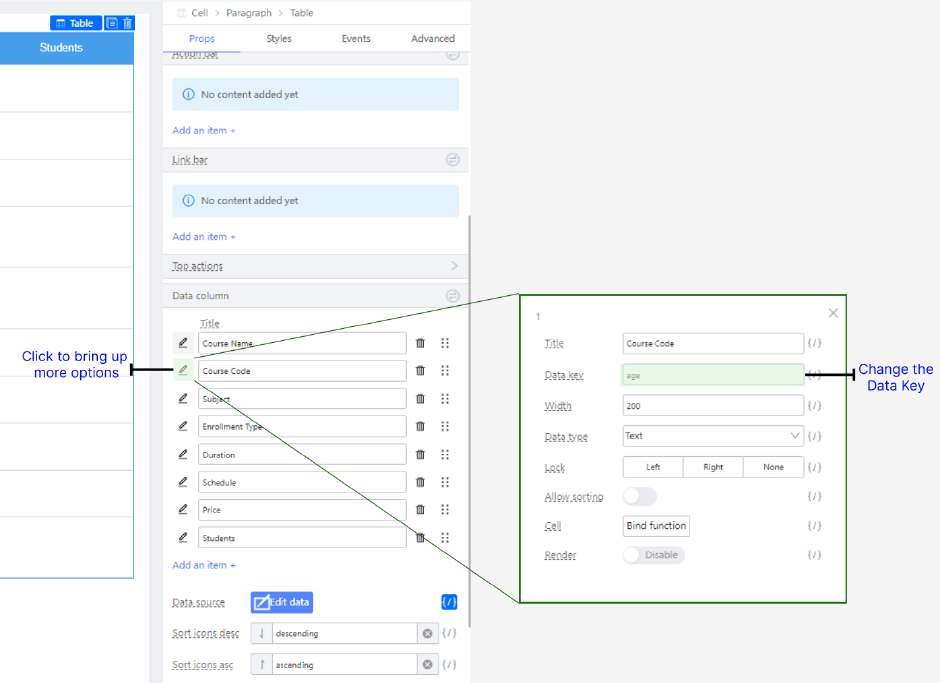 Table
Students
Cell > Paragraph > Table
Props
Styles
Events
Advanced
Action bar
No content added yet
Add an item +
Link bar
No content added yet
Add an item +
Top actions
Data column
Title
Course Name
Course Code
Subject
Enrollment Type
Duration
Schedule
Price
Students
Add an item +
Data source
Edit data
{/}
Sort icons desc
descending
{/}
Sort icons asc
ascending
{/}
Click to bring up
more options
1
Title
Course Code
{/}
Data key
age
{/}
Width
200
{/}
Data type
Text
{/}
Lock
Left
Right
None
{/}
Allow sorting
{/}
Cell
Bind function
{/}
Render
Disable
{/}
Change the
Data Key